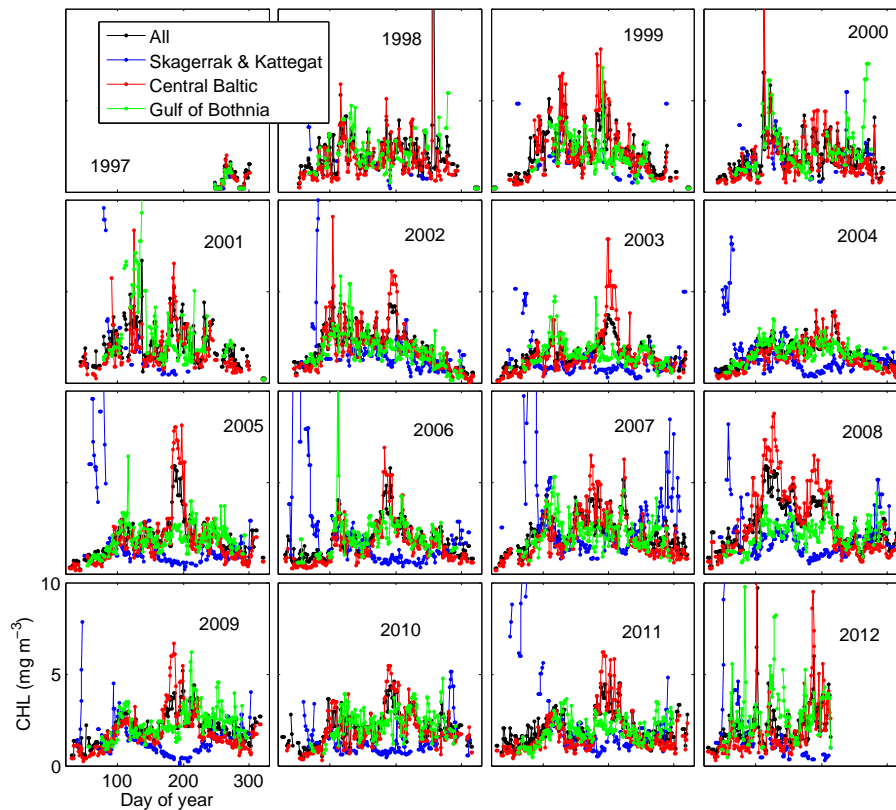 All
Skagerrak & Kattegat
Central Baltic
Gulf of Bothnia
1997
1998
1999
2000
2001
2002
2003
2004
2005
2006
2007
2008
10
5
0
CHL (mg m⁻³)
2009
2010
2011
2012
100 200 300
Day of year